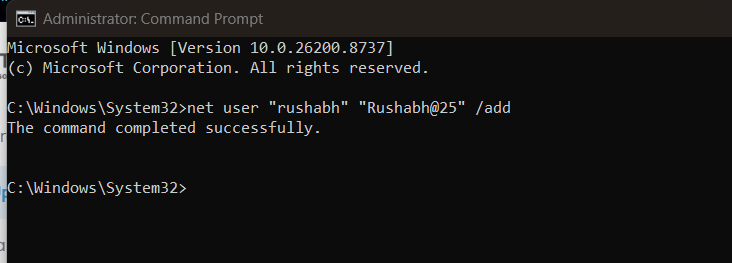 Administrator: Command Prompt
Microsoft Windows [Version 10.0.26200.8737]
(c) Microsoft Corporation. All rights reserved.
C:\Windows\System32>net user "rushabh" "Rushabh@25" /add
The command completed successfully.
C:\Windows\System32>